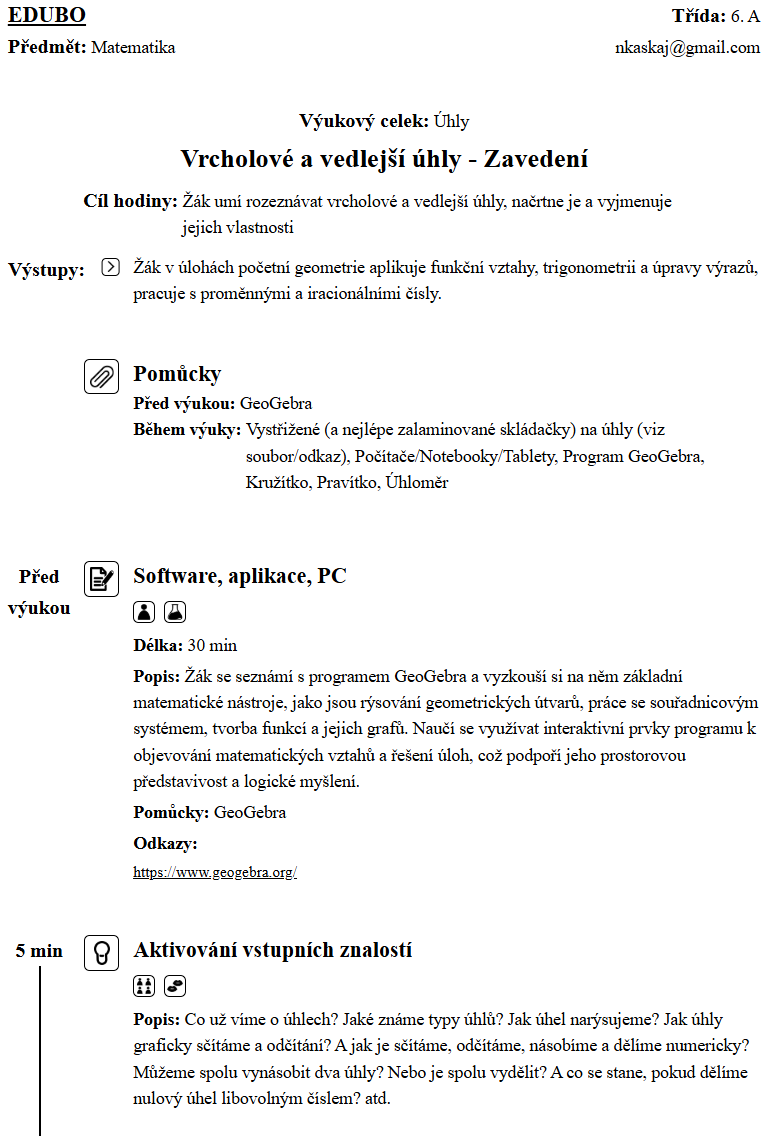 EDUBO
Třída: 6. A
Předmět: Matematika
nkaskaj@gmail.com
Výukový celek: Úhly
Vrcholové a vedlejší úhly - Zavedení
Cíl hodiny: Žák umí rozeznávat vrcholové a vedlejší úhly, načrtne je a vyjmenuje
jejich vlastnosti
Výstupy: Žák v úlohách početní geometrie aplikuje funkční vztahy, trigonometrii a úpravy výrazů,
pracuje s proměnnými a iracionálními čísly.
Pomůcky
Před výukou: GeoGebra
Během výuky: Vystřižené (a nejlépe zalaminované skládačky) na úhly (viz
soubor/odkaz), Počítače/Notebooky/Tablety, Program GeoGebra,
Kružítko, Pravítko, Úhloměr
Před
výukou
Software, aplikace, PC
Délka: 30 min
Popis: Žák se seznámí s programem GeoGebra a vyzkouší si na něm základní
matematické nástroje, jako jsou rýsování geometrických útvarů, práce se souřadnicovým
systémem, tvorba funkcí a jejich grafů. Naučí se využívat interaktivní prvky programu k
objevování matematických vztahů a řešení úloh, což podpoří jeho prostorovou
představivost a logické myšlení.
Pomůcky: GeoGebra
Odkazy:
https://www.geogebra.org/
5 min
Aktivování vstupních znalostí
Popis: Co už víme o úhlech? Jaké známe typy úhlů? Jak úhel narýsujeme? Jak úhly
graficky sčítáme a odčítání? A jak je sčítáme, odčítáme, násobíme a dělíme numericky?
Můžeme spolu vynásobit dva úhly? Nebo je spolu vydělit? A co se stane, pokud dělíme
nulový úhel libovolným číslem? atd.